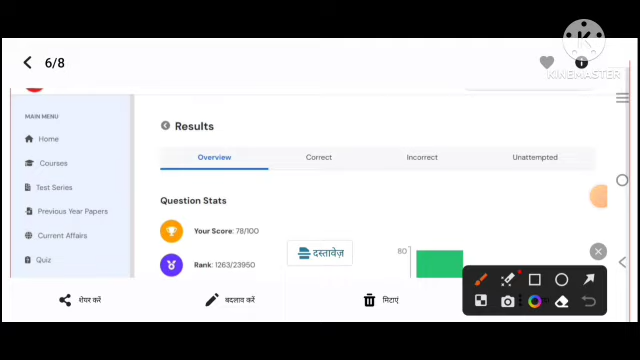 6/8
KINEMASTER
MAIN MENU
Home
Courses
Test Series
Previous Year Papers
Current Affairs
Quiz
Results
Overview
Correct
Incorrect
Unattempted
Question Stats
Your Score: 78/100
Rank: 1263/23950
दस्तावेज़
80
शेयर करें
बदलाव करें
मिटाएं